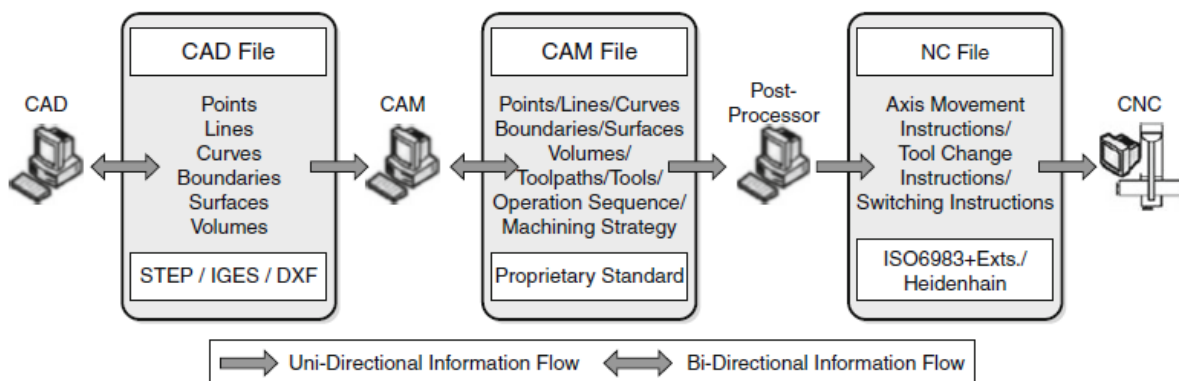 CAD
CAD File
Points
Lines
Curves
Boundaries
Surfaces
Volumes
STEP / IGES / DXF
CAM
CAM File
Points/Lines/Curves
Boundaries/Surfaces
Volumes/
Toolpaths/Tools/
Operation Sequence/
Machining Strategy
Proprietary Standard
Post-
Processor
NC File
Axis Movement
Instructions/
Tool Change
Instructions/
Switching Instructions
ISO6983+Exts./
Heidenhain
CNC
Uni-Directional Information Flow
Bi-Directional Information Flow